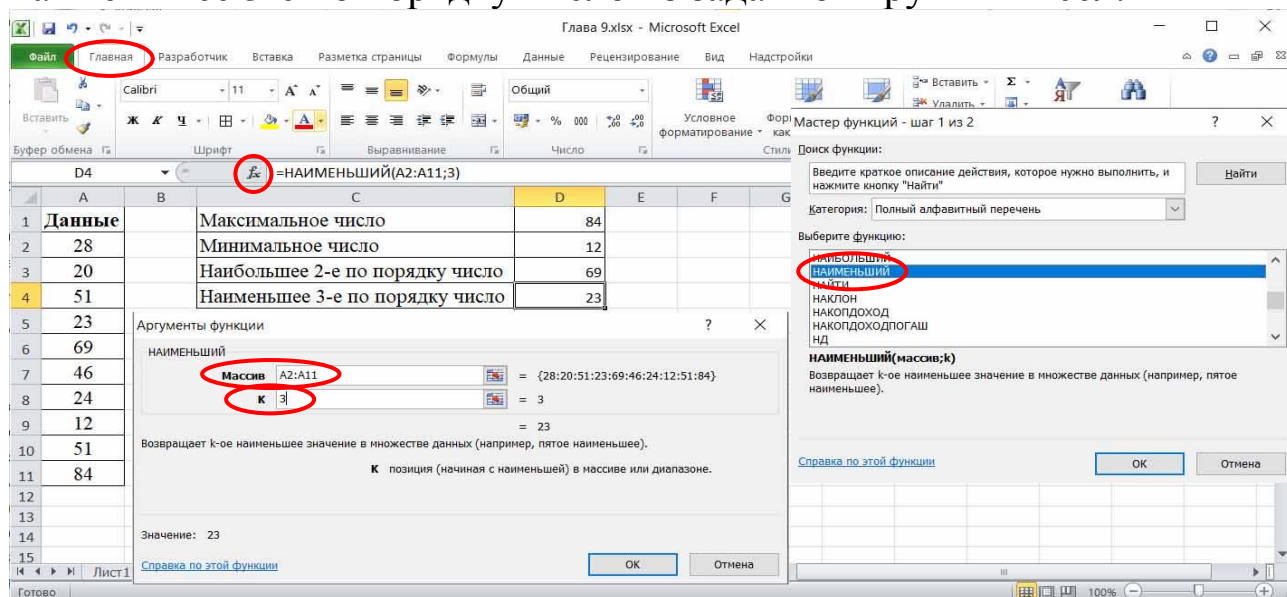 Глава 9.xlsx - Microsoft Excel
Файл Главная Разработчик Вставка Разметка страницы Формулы Данные Рецензирование Вид Надстройки
Вставить
Calibri 11
Ж К Ч
Общий
% 000
Условное форматирование
Вставить
Удалить
Буфер обмена Шрифт Выравнивание Число
D4 fx =НАИМЕНЬШИЙ(A2:A11;3)
A B C D E F G
1 Данные Максимальное число 84
2 28 Минимальное число 12
3 20 Наибольшее 2-е по порядку число 69
4 51 Наименьшее 3-е по порядку число 23
5 23
6 69
7 46
8 24
9 12
10 51
11 84
12
13
14
15
Аргументы функции ?
НАИМЕНЬШИЙ
Массив A2:A11 = {28:20:51:23:69:46:24:12:51:84}
К 3 = 3
= 23
Возвращает k-ое наименьшее значение в множестве данных (например, пятое наименьшее).
К позиция (начиная с наименьшей) в массиве или диапазоне.
Значение: 23
Справка по этой функции
ОК Отмена
Мастер функций - шаг 1 из 2 ?
Поиск функции:
Введите краткое описание действия, которое нужно выполнить, и
нажмите кнопку "Найти"
Найти
Категория: Полный алфавитный перечень
Выберите функцию:
НАИБОЛЬШИЙ
НАИМЕНЬШИЙ
НАЙТИ
НАКЛОН
НАКОПДОХОД
НАКОПДОХОДПОГАШ
НД
НАИМЕНЬШИЙ(массив;k)
Возвращает k-ое наименьшее значение в множестве данных (например, пятое
наименьшее).
Справка по этой функции
ОК Отмена
Лист1
Готово 100%